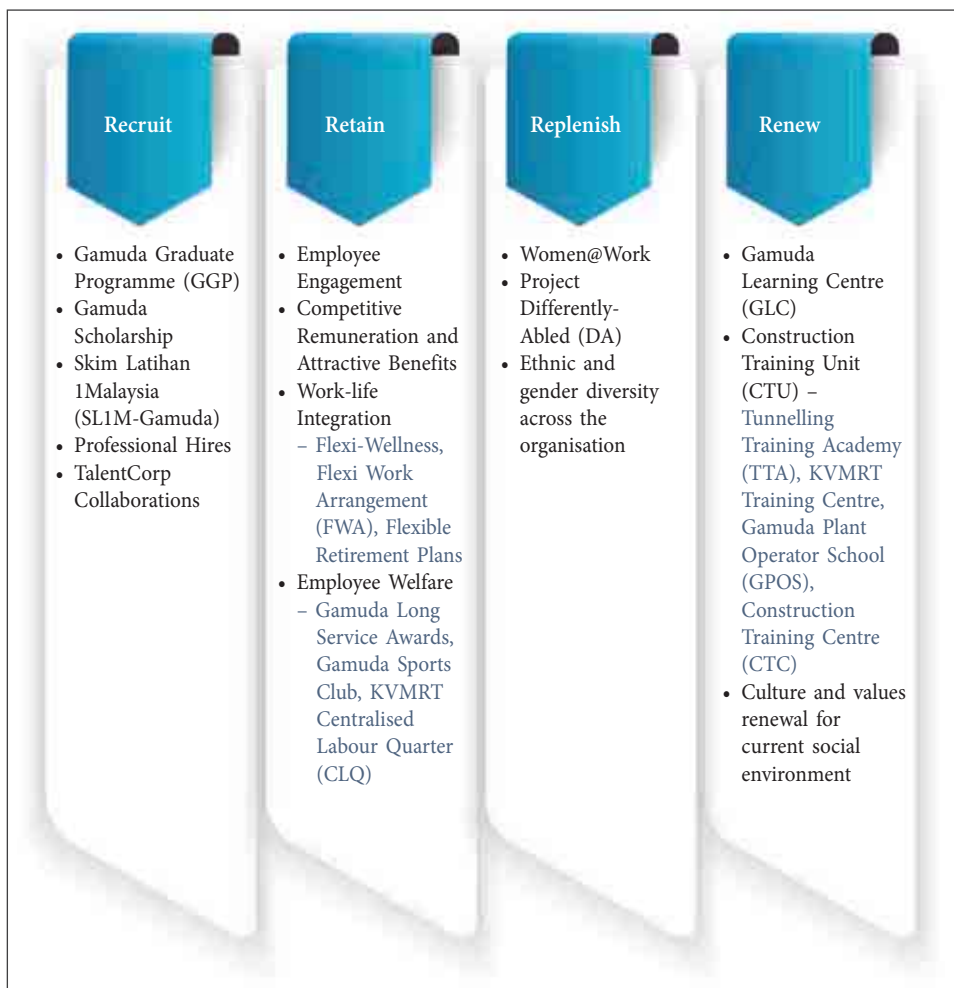 Recruit
• Gamuda Graduate
Programme (GGP)
• Gamuda
Scholarship
• Skim Latihan
1Malaysia
(SL1M-Gamuda)
• Professional Hires
• TalentCorp
Collaborations
Retain
• Employee
Engagement
• Competitive
Remuneration and
Attractive Benefits
• Work-life
Integration
– Flexi-Wellness,
Flexi Work
Arrangement
(FWA), Flexible
Retirement Plans
• Employee Welfare
– Gamuda Long
Service Awards,
Gamuda Sports
Club, KVMRT
Centralised
Labour Quarter
(CLQ)
Replenish
• Women@Work
• Project
Differently-
Abled (DA)
• Ethnic and
gender diversity
across the
organisation
Renew
• Gamuda
Learning Centre
(GLC)
• Construction
Training Unit
(CTU) –
Tunnelling
Training Academy
(TTA), KVMRT
Training Centre,
Gamuda Plant
Operator School
(GPOS),
Construction
Training Centre
(CTC)
• Culture and values
renewal for
current social
environment